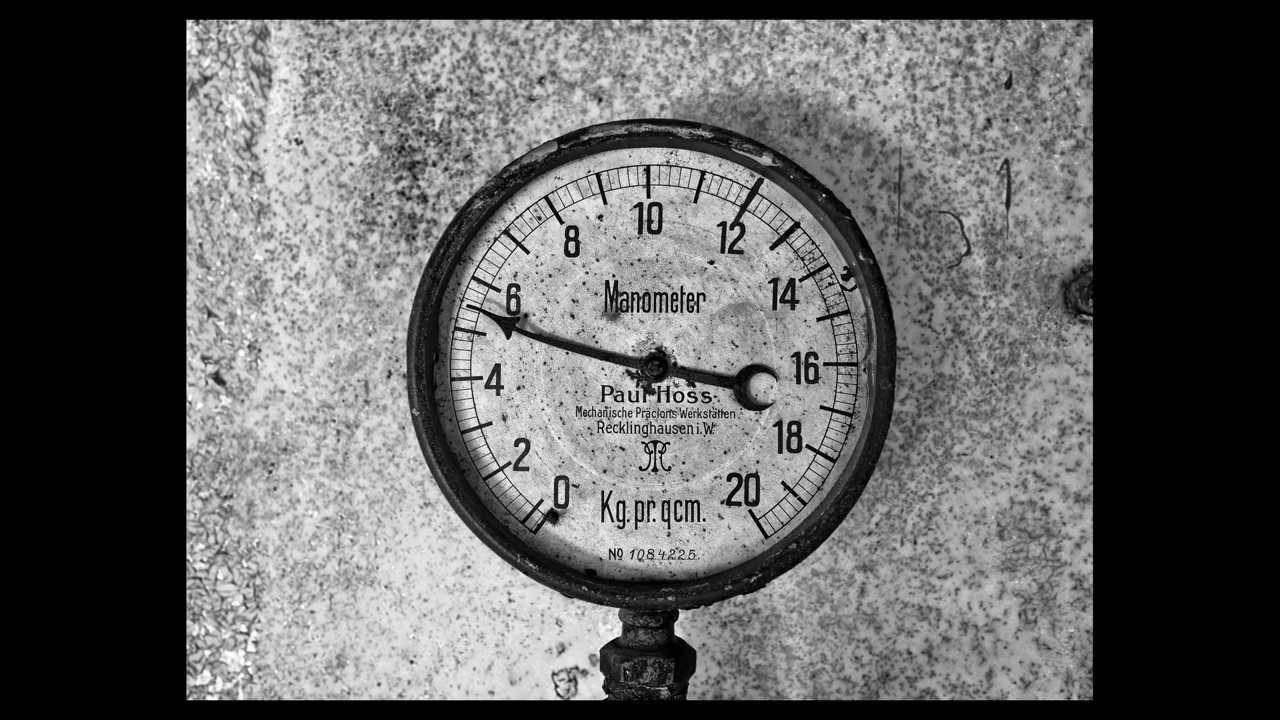 10
8
12
6
Manometer
14
4
16
Paul Hoss
Mechanische Präcions Werkstätten
Recklinghausen i.W.
2
18
0
20
Kg. pr. qcm.
No 1084225.